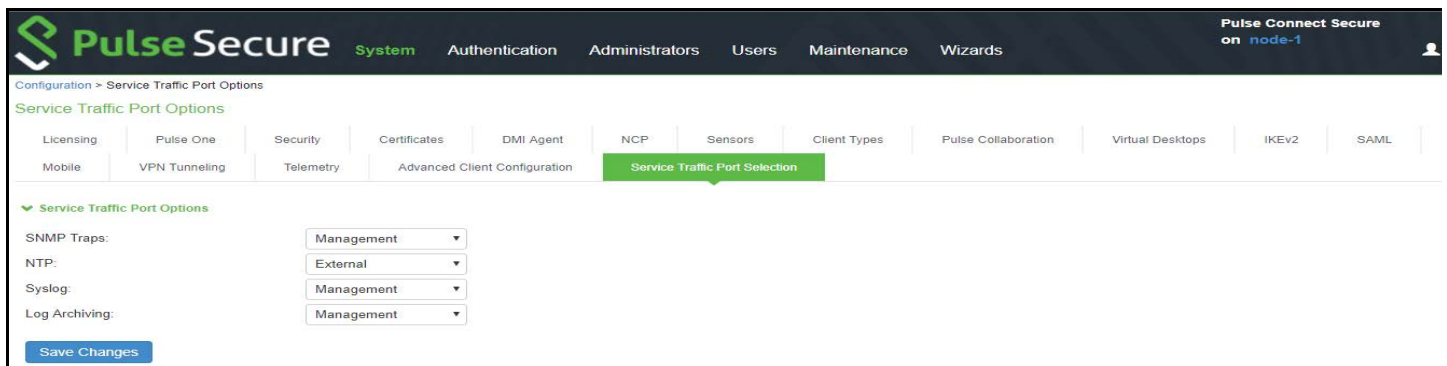 Pulse Secure System Authentication Administrators Users Maintenance Wizards
Pulse Connect Secure
on node-1
Configuration > Service Traffic Port Options
Service Traffic Port Options
Licensing Pulse One Security Certificates DMI Agent NCP Sensors Client Types Pulse Collaboration Virtual Desktops IKEv2 SAML
Mobile VPN Tunneling Telemetry Advanced Client Configuration Service Traffic Port Selection
Service Traffic Port Options
SNMP Traps: Management
NTP: External
Syslog: Management
Log Archiving: Management
Save Changes